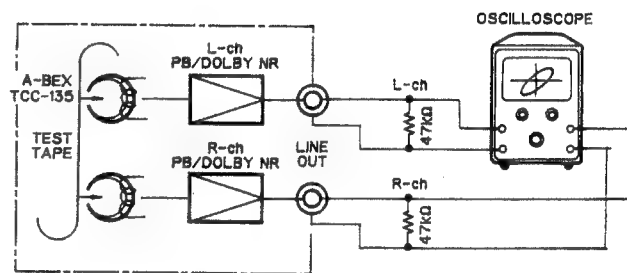 OSCILLOSCOPE
A-BEX
TCC-135
TEST
TAPE
L-ch
PB/DOLBY NR
R-ch
PB/DOLBY NR
LINE
OUT
L-ch
47kΩ
R-ch
47kΩ